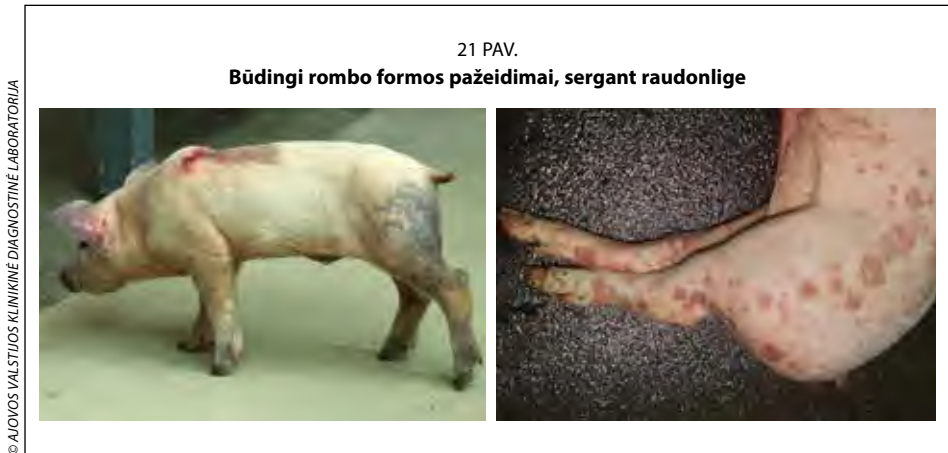 21 PAV.
Būdingi rombo formos pažeidimai, sergant raudonlige
© AJOVOS VALSTIJOS KLINIKINĖ DIAGNOSTINĖ LABORATORIJA